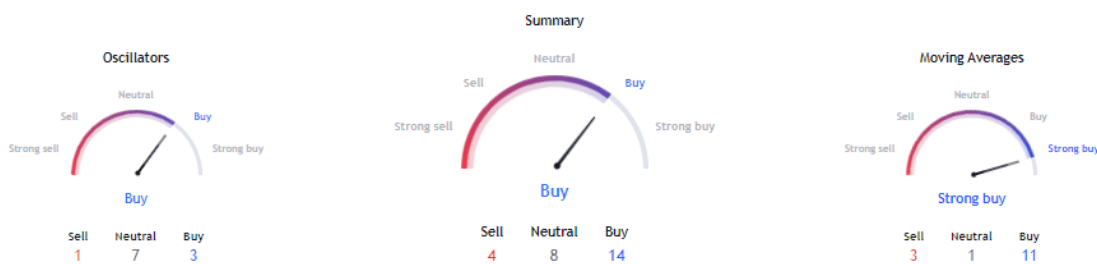 Summary
Neutral
Sell
Buy
Strong sell
Strong buy
Buy
Sell Neutral Buy
4 8 14
Oscillators
Neutral
Sell
Buy
Strong sell
Strong buy
Buy
Sell Neutral Buy
1 7 3
Moving Averages
Neutral
Sell
Buy
Strong sell
Strong buy
Strong buy
Sell Neutral Buy
3 1 11